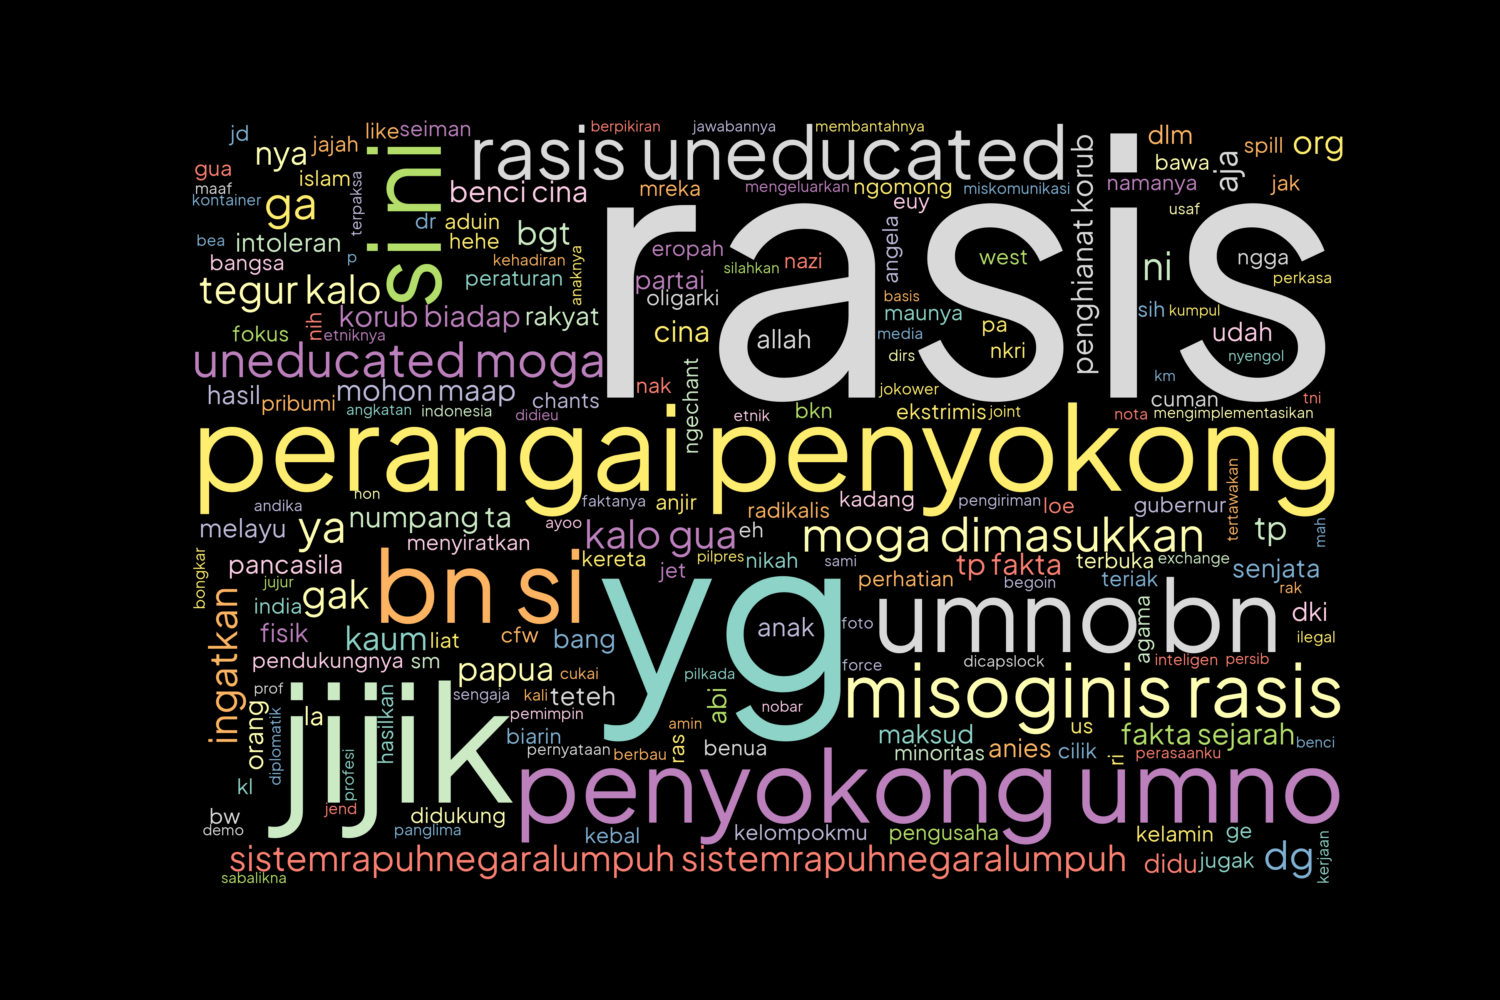 jd
like
seiman
berpikiran
jawabannya
membantahnya
dlm
spill
org
nya
jajah
sini
rasis uneducated
penghianat korub
bawa
aja
gua
maaf
islam
terpaksa
benci cina
mreka
mengeluarkan
ngomong
miskomunikasi
namanya
jak
kontainer
ga
dr
aduin
euy
usaf
rasis
bea
intoleran
hehe
bgt
eropah
angela
west
ni
ngga
bangsa
p
kehadiran
anaknya
silahkan
nazi
perkasa
tegur kalo
peraturan
partai
oligarki
basis
maunya
sih
kumpul
nih
korub biadap
rakyat
cina
allah
media
pa
udah
fokus
etniknya
nkri
dirs
nyengol
uneducated moga
ngechant
nak
jokower
km
hasil
pribumi
mohon maap
chants
cuman
tni
angkatan
indonesia
didieu
etnik
bkn
ekstrimis
joint
nota
mengimplementasikan
perangai penyokong
non
andika
faktanya
anjir
kadang
pengiriman
loe
gubernur
tertawakan
melayu
ya
numpang ta
ayoo
kalo gua
eh
radikalis
moga dimasukkan
tp
mah
menyiratkan
bongkar
pancasila
bn si
kereta
pilpres
nikah
sami
tp fakta
terbuka
exchange
jet
perhatian
begoin
teriak
senjata
jujur
gak
yg
rak
india
ingatkan
umno bn
agama
dki
fisik
kaum
liat
cfw
bang
anak
foto
ilegal
pendukungnya
sm
papua
cukai
pilkada
force
dicapslock
inteligen
persib
prof
jijik
hasilkan
sengaja
kali
teteh
abi
nobar
misoginis rasis
orang
la
diplomatik
pemimpin
amin
us
biarin
ras
maksud
fakta sejarah
benci
profesi
pernyataan
berbau
benua
minoritas
anies
cilik
ri
perasaanku
kl
penyokong umno
jend
bw
didukung
demo
panglima
kebal
kelompokmu
pengusaha
kelamin
ge
kerjaan
sistemrapuhnegaralumpuh sistemrapuhnegaralumpuh
didu
jugak
dg
sabalikna